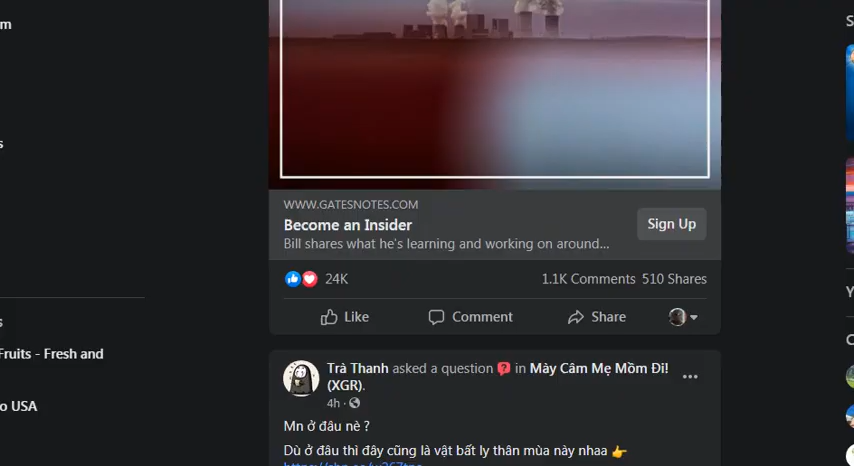 m
s
WWW.GATESNOTES.COM
Become an Insider
Sign Up
Bill shares what he's learning and working on around...
24K
1.1K Comments 510 Shares
Like
Comment
Share
s
Fruits - Fresh and
o USA
Trà Thanh asked a question in Mày Câm Mẹ Mồm Đi!
(XGR).
4h ·
Mn ở đâu nè ?
Dù ở đâu thì đây cũng là vật bất ly thân mùa này nhaa
S
Y
C